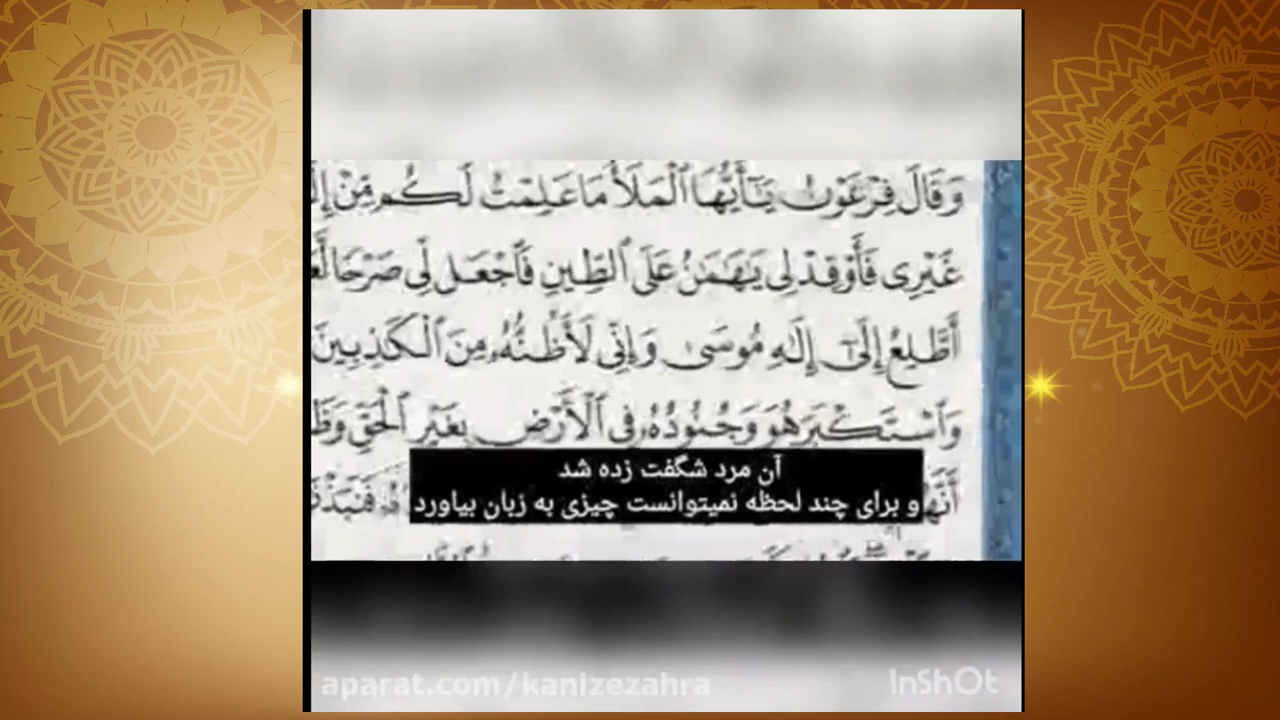 وَقَالَ فِرْعَوْنُ يَـٰٓأَيُّهَا ٱلْمَلَأُ مَا عَلِمْتُ لَكُم مِّنْ
غَيْرِى فَأَوْقِدْ لِى يَـٰهَـٰمَـٰنُ عَلَى ٱلطِّينِ فَٱجْعَل لِّى صَرْحًا
أَطَّلِعُ إِلَىٰٓ إِلَـٰهِ مُوسَىٰ وَإِنِّى لَأَظُنُّهُۥ مِنَ ٱلْكَـٰذِبِينَ
وَٱسْتَكْبَرَ هُوَ وَجُنُودُهُۥ فِى ٱلْأَرْضِ بِغَيْرِ ٱلْحَقِّ
آن مرد شگفت زده شد
و برای چند لحظه نمیتوانست چیزی به زبان بیاورد
aparat.com/kanizezahra
InShOt